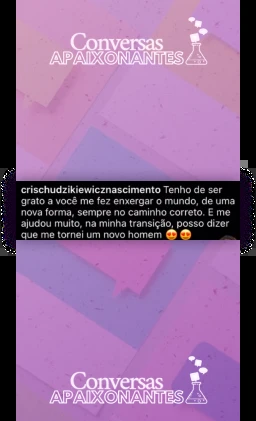 Conversas
APAIXONANTES
crischudzikiewicznascimento Tenho de ser
grato a você me fez enxergar o mundo, de uma
nova forma, sempre no caminho correto. E me
ajudou muito, na minha transição, posso dizer
que me tornei um novo homem 😍😍
Conversas
APAIXONANTES